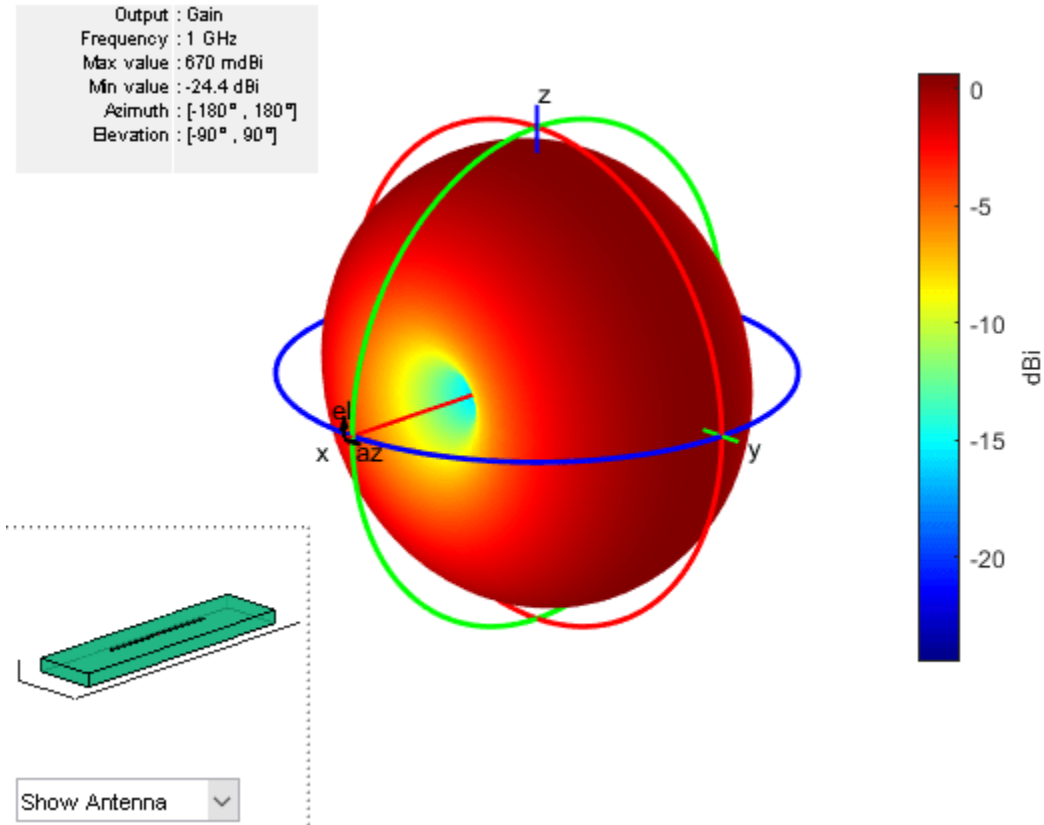 Output : Gain
Frequency : 1 GHz
Max value : 670 mdBi
Min value : -24.4 dBi
Azimuth : [-180° , 180°]
Elevation : [-90° , 90°]
z
0
-5
-10
dBi
el
x az
y
-15
-20
Show Antenna